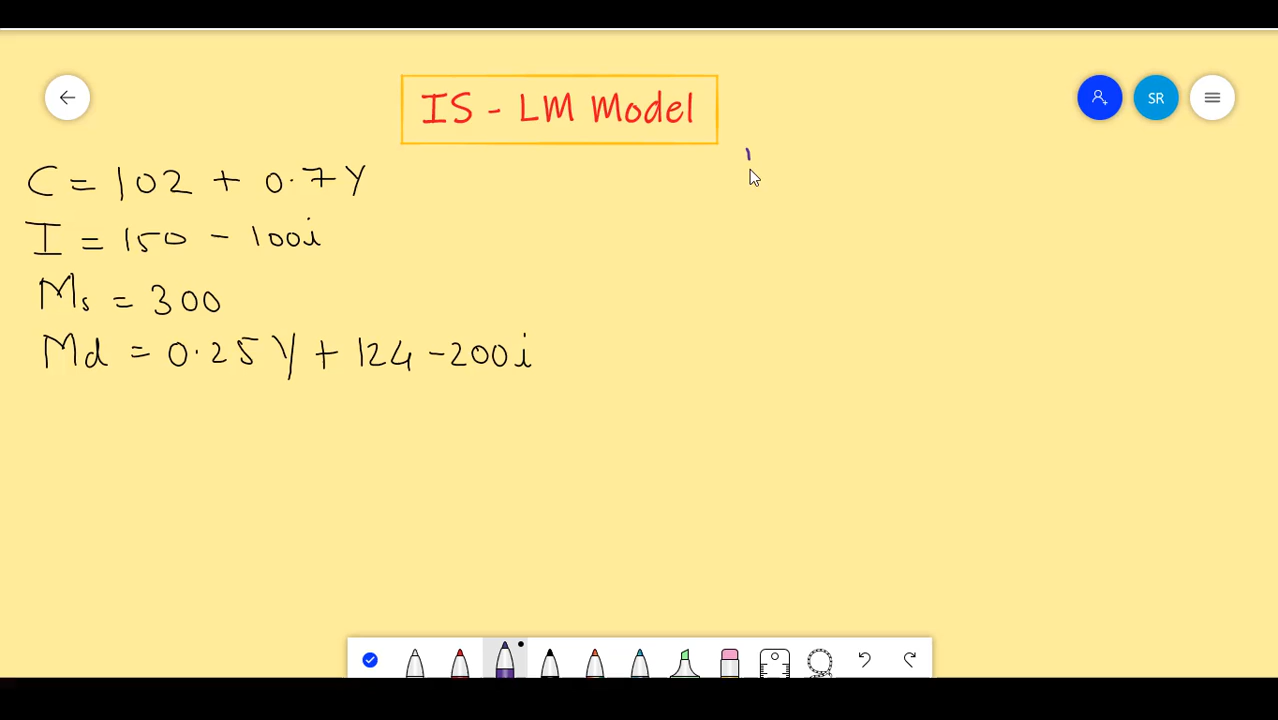 IS - LM Model
SR
C = 102 + 0.7Y
I = 150 - 100i
Ms = 300
Md = 0.25Y + 124 - 200i